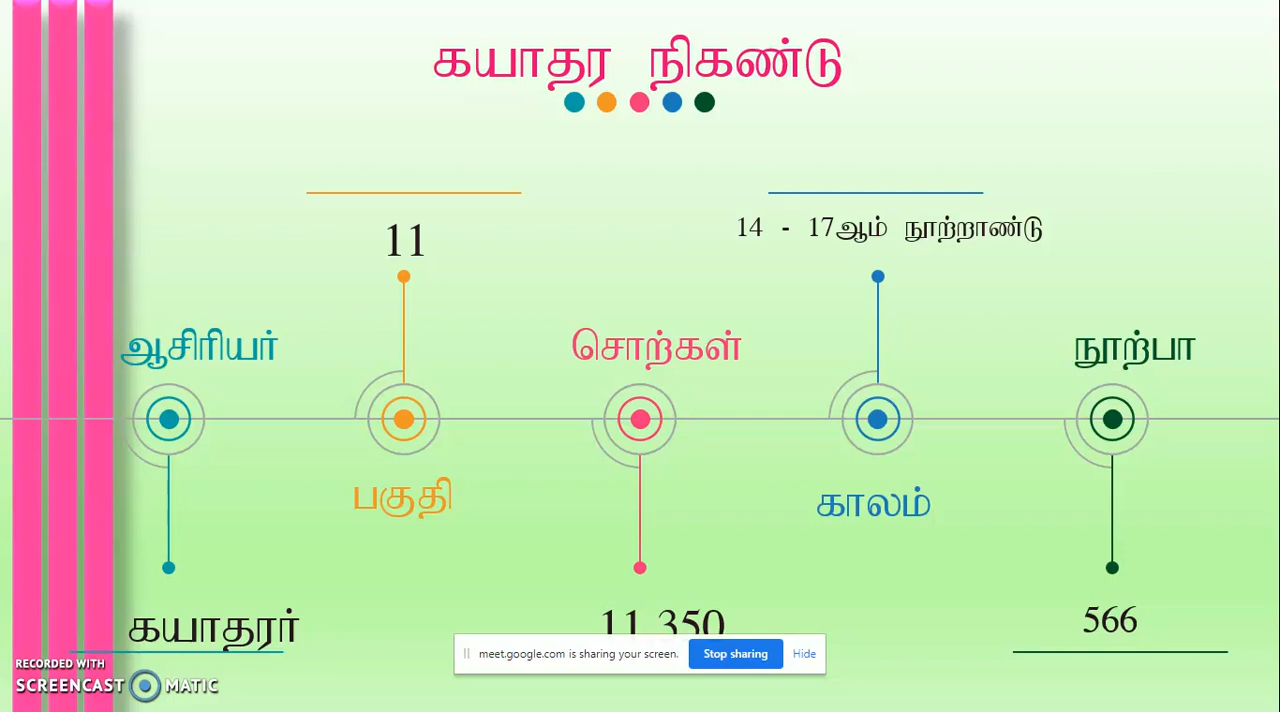 கயாதர நிகண்டு
11
14 - 17ஆம் நூற்றாண்டு
ஆசிரியர்
சொற்கள்
நூற்பா
பகுதி
காலம்
கயாதரர்
11,350
566
meet.google.com is sharing your screen. Stop sharing Hide
RECORDED WITH
SCREENCAST MATIC